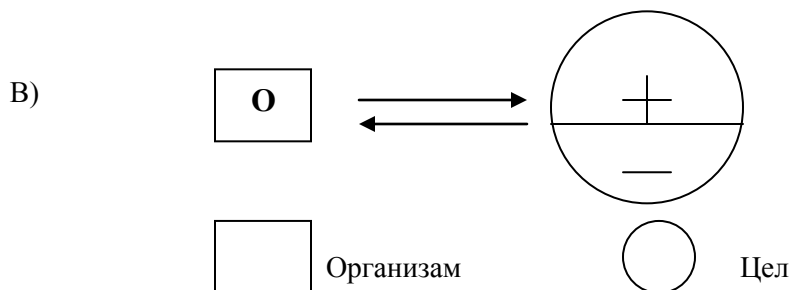 В)
О
+
—
Организам
Цел